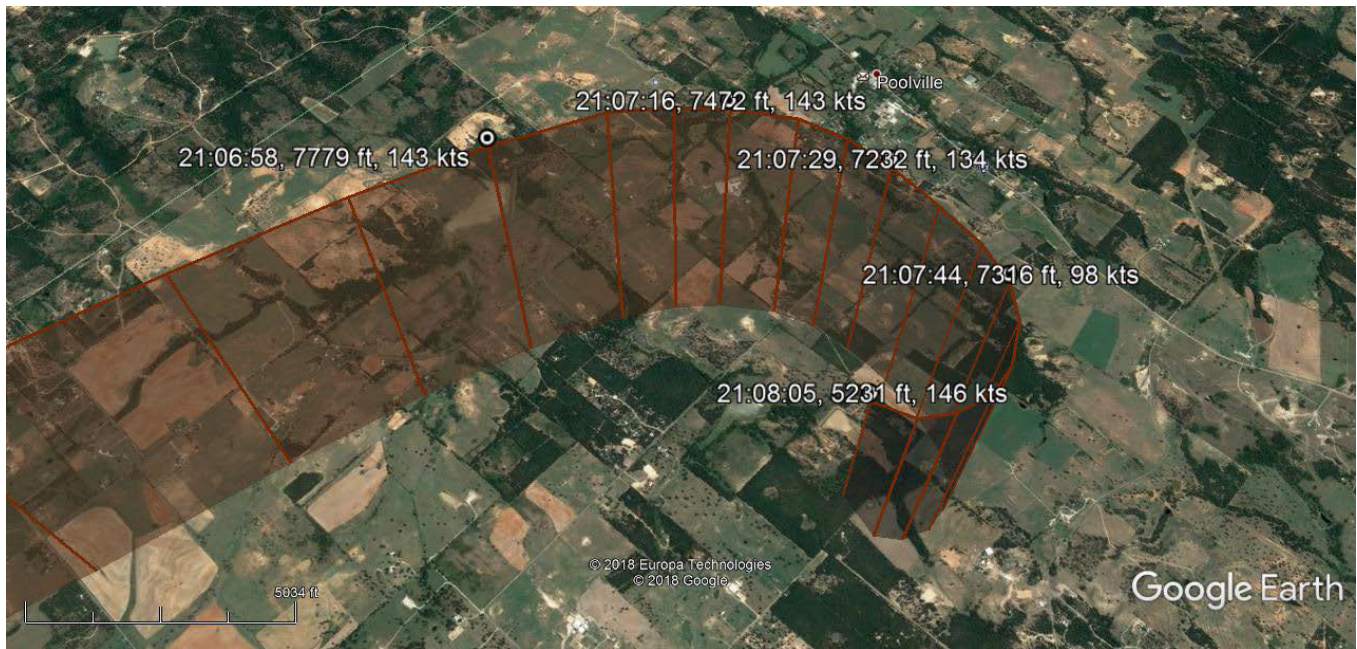 Poolville
21:07:16, 7472 ft, 143 kts
21:06:58, 7779 ft, 143 kts
21:07:29, 7232 ft, 134 kts
21:07:44, 7316 ft, 98 kts
21:08:05, 5231 ft, 146 kts
© 2018 Europa Technologies
© 2018 Google
5034 ft
Google Earth